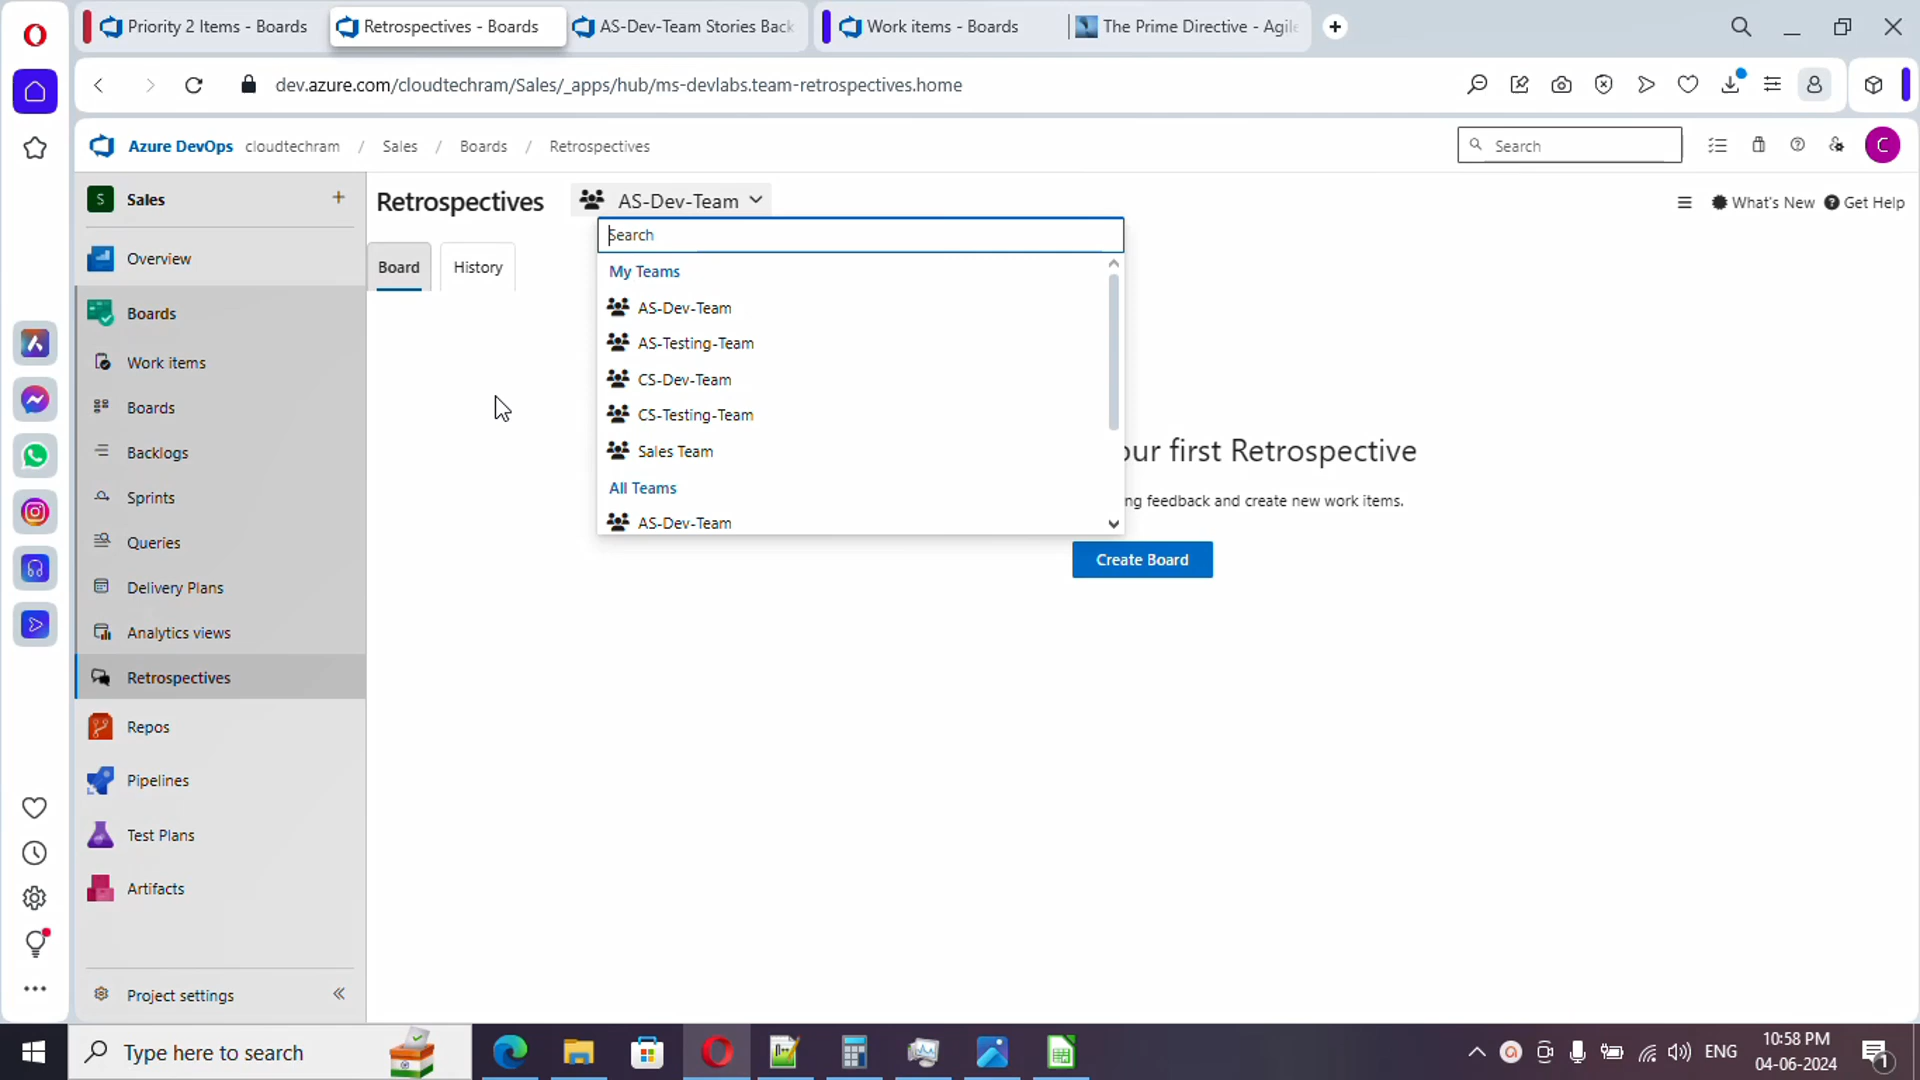 Priority 2 Items - Boards
Retrospectives - Boards
AS-Dev-Team Stories Back
Work items - Boards
The Prime Directive - Agile
dev.azure.com/cloudtechram/Sales/_apps/hub/ms-devlabs.team-retrospectives.home
Azure DevOps cloudtechram / Sales / Boards / Retrospectives
Search
C
S Sales +
Retrospectives
AS-Dev-Team
What's New
Get Help
Search
Overview
Board
History
My Teams
Boards
AS-Dev-Team
AS-Testing-Team
Work items
CS-Dev-Team
Boards
CS-Testing-Team
Backlogs
Sales Team
our first Retrospective
All Teams
Sprints
ng feedback and create new work items.
AS-Dev-Team
Queries
Create Board
Delivery Plans
Analytics views
Retrospectives
Repos
Pipelines
Test Plans
Artifacts
Project settings
Type here to search
ENG
10:58 PM
04-06-2024
1